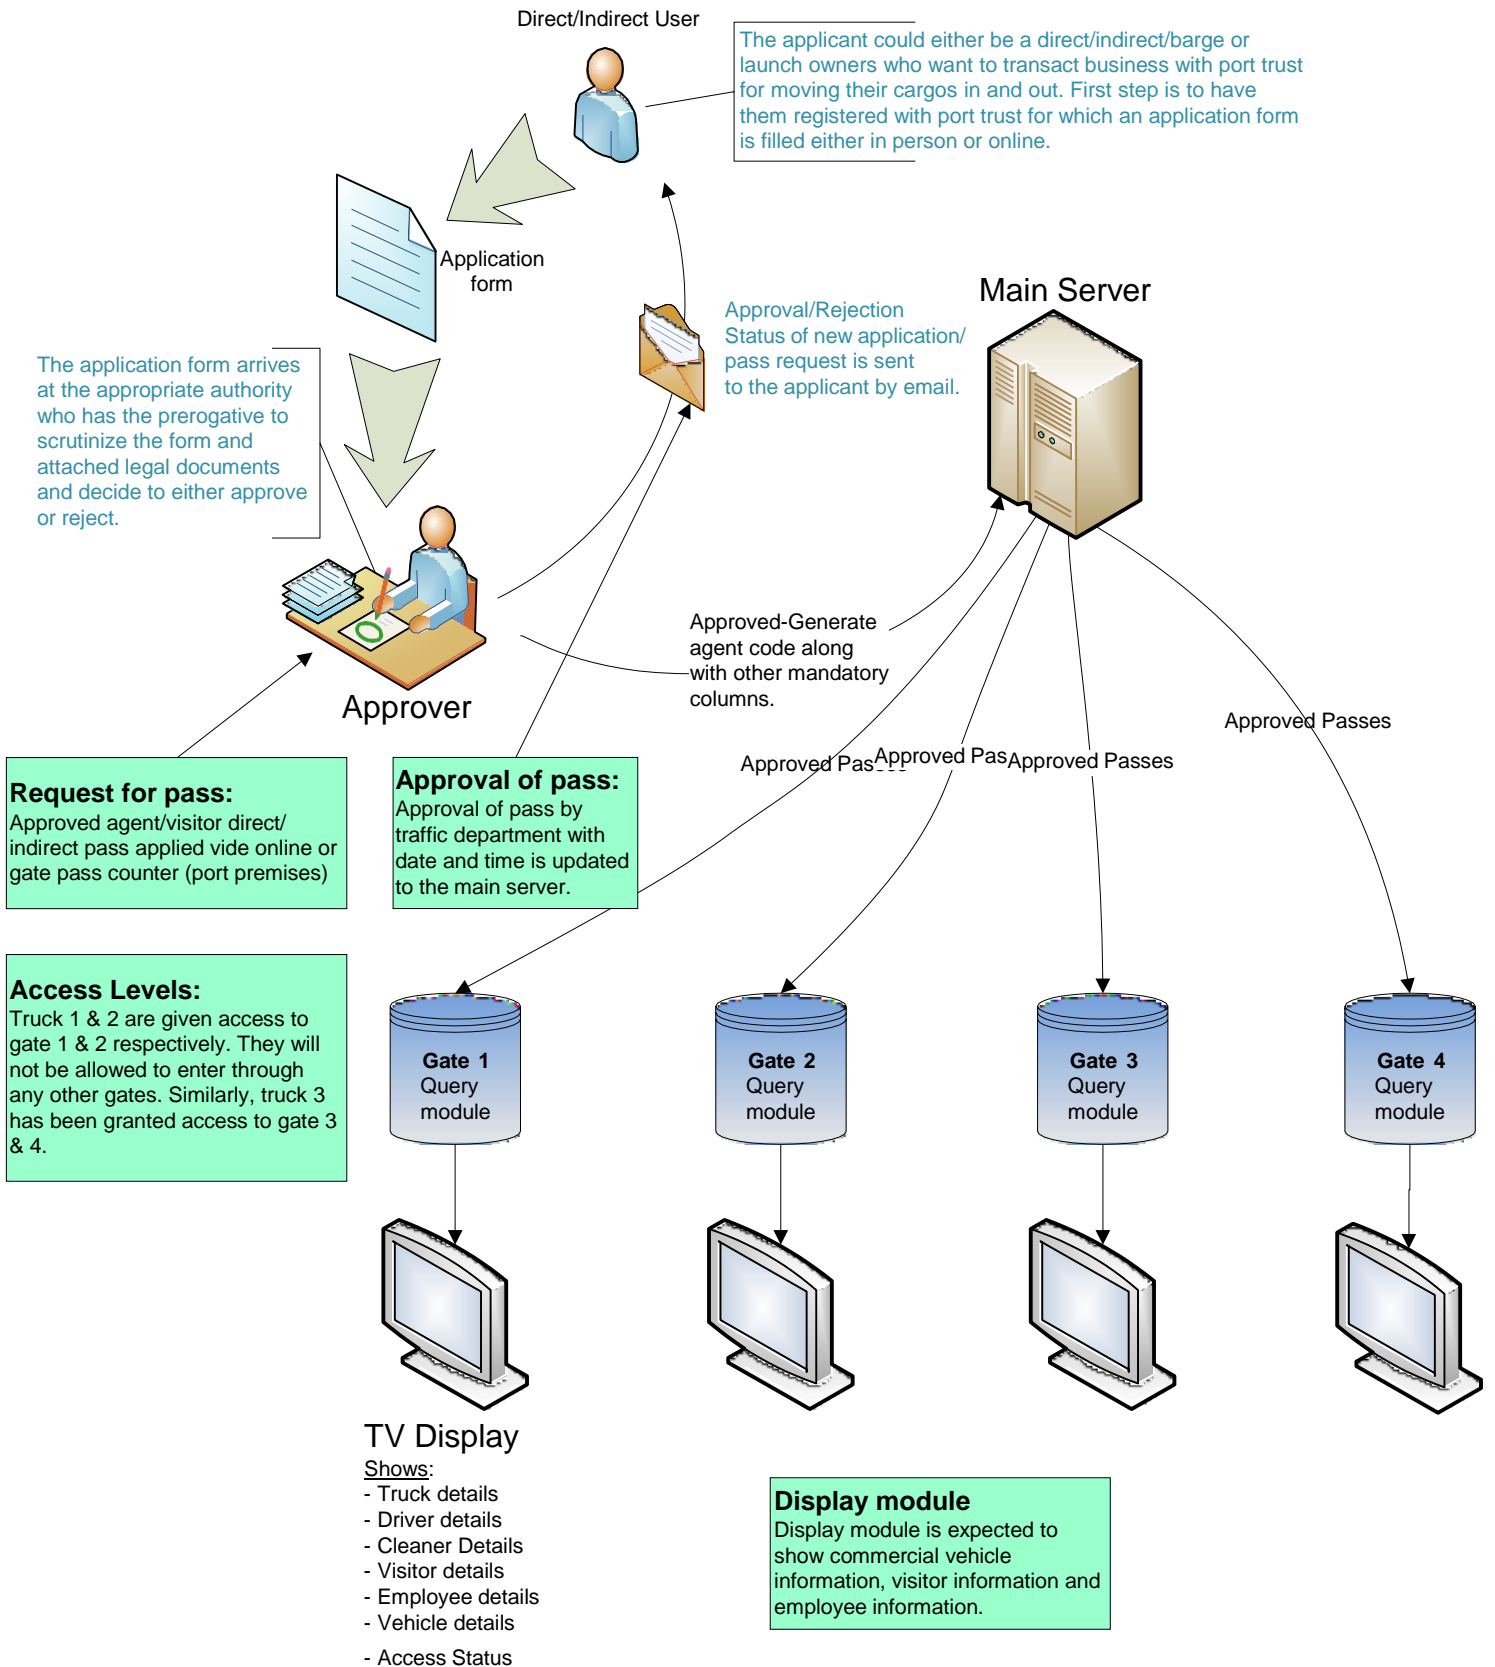 Direct/Indirect User
The applicant could either be a direct/indirect/barge or
launch owners who want to transact business with port trust
for moving their cargos in and out. First step is to have
them registered with port trust for which an application form
is filled either in person or online.
Application
form
Main Server
Approval/Rejection
Status of new application/
pass request is sent
to the applicant by email.
The application form arrives
at the appropriate authority
who has the prerogative to
scrutinize the form and
attached legal documents
and decide to either approve
or reject.
Approved-Generate
agent code along
with other mandatory
columns.
Approver
Approved Passes
Approved Pas
Approved Passes
Approved Passes
Request for pass:
Approved agent/visitor direct/
indirect pass applied vide online or
gate pass counter (port premises)
Approval of pass:
Approval of pass by
traffic department with
date and time is updated
to the main server.
Access Levels:
Truck 1 & 2 are given access to
gate 1 & 2 respectively. They will
not be allowed to enter through
any other gates. Similarly, truck 3
has been granted access to gate 3
& 4.
Gate 1
Query
module
Gate 2
Query
module
Gate 3
Query
module
Gate 4
Query
module
TV Display
Shows:
- Truck details
- Driver details
- Cleaner Details
- Visitor details
- Employee details
- Vehicle details
- Access Status
Display module
Display module is expected to
show commercial vehicle
information, visitor information and
employee information.